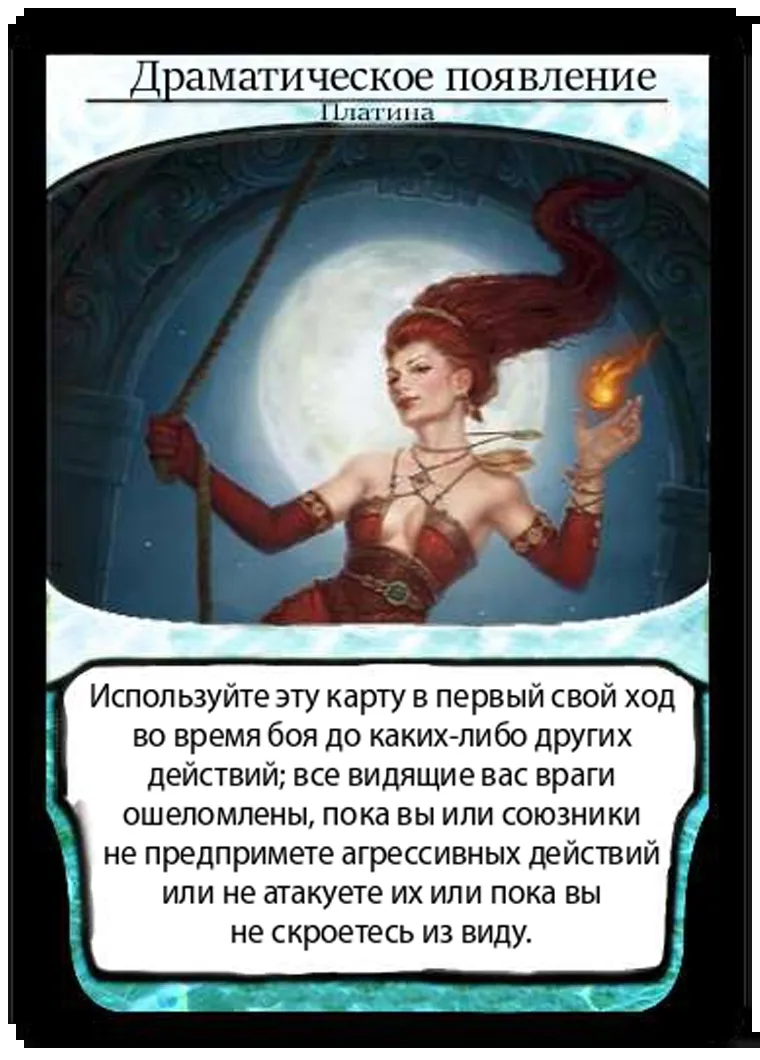 Драматическое появление
Платина
Используйте эту карту в первый свой ход
во время боя до каких-либо других
действий; все видящие вас враги
ошеломлены, пока вы или союзники
не предпримете агрессивных действий
или не атакуете их или пока вы
не скроетесь из виду.